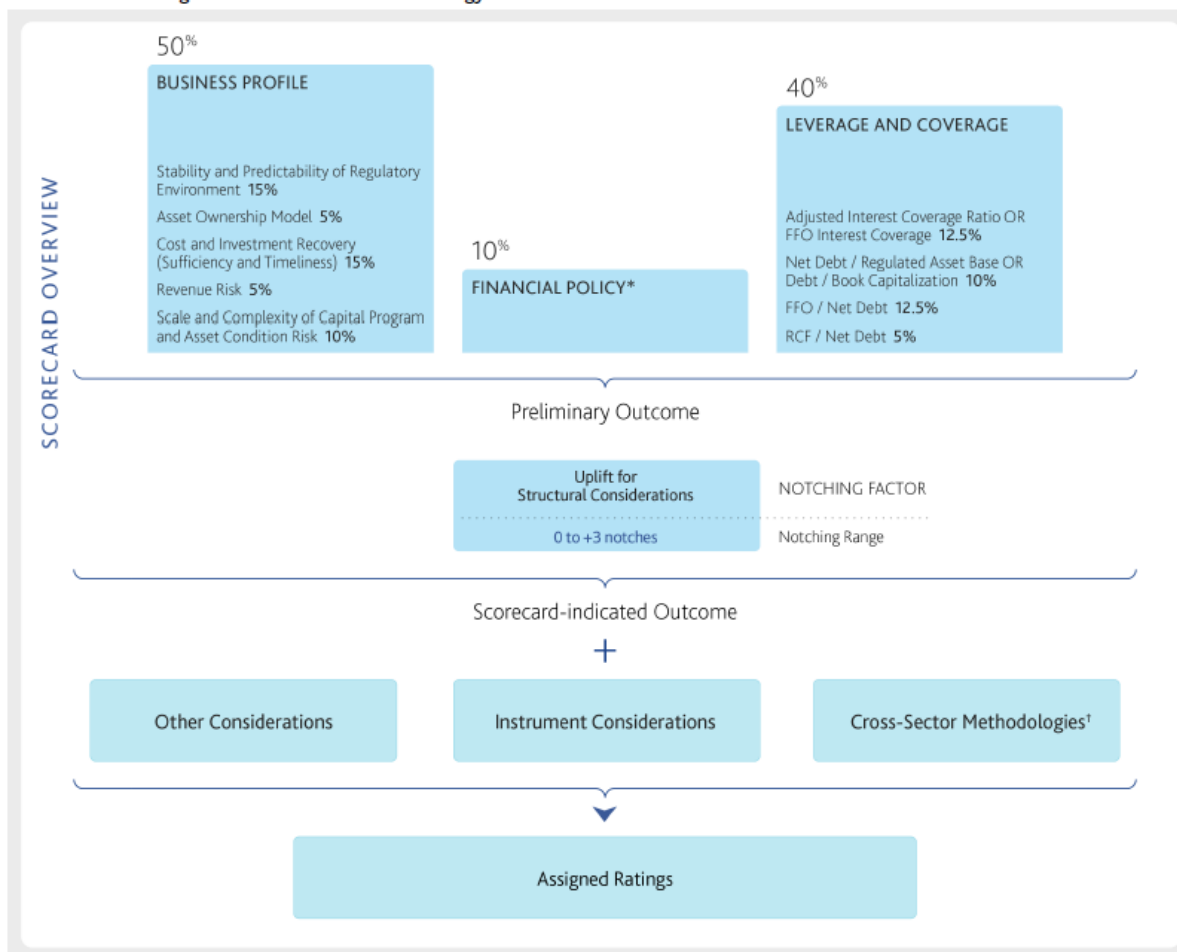 SCORECARD OVERVIEW
50%
BUSINESS PROFILE
Stability and Predictability of Regulatory
Environment 15%
Asset Ownership Model 5%
Cost and Investment Recovery
(Sufficiency and Timeliness) 15%
Revenue Risk 5%
Scale and Complexity of Capital Program
and Asset Condition Risk 10%
10%
FINANCIAL POLICY*
40%
LEVERAGE AND COVERAGE
Adjusted Interest Coverage Ratio OR
FFO Interest Coverage 12.5%
Net Debt / Regulated Asset Base OR
Debt / Book Capitalization 10%
FFO / Net Debt 12.5%
RCF / Net Debt 5%
Preliminary Outcome
Uplift for
Structural Considerations
NOTCHING FACTOR
0 to +3 notches
Notching Range
Scorecard-indicated Outcome
+
Other Considerations
Instrument Considerations
Cross-Sector Methodologies†
Assigned Ratings